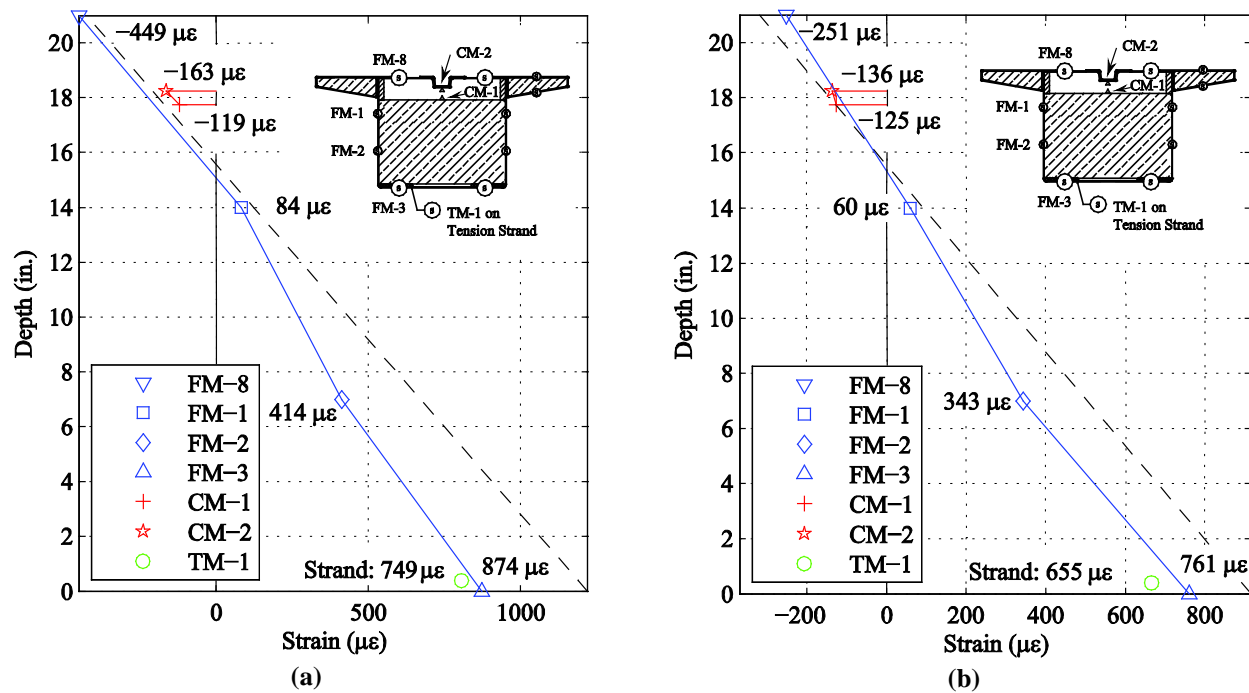 −449 με
−163 με
−119 με
84 με
414 με
874 με
Strand: 749 με
FM-8
CM-2
CM-1
FM-1
FM-2
FM-3
TM-1 on
Tension Strand
s
s
s
s
s
FM−8
FM−1
FM−2
FM−3
CM−1
CM−2
TM−1
20
18
16
14
12
10
8
6
4
2
0
Depth (in.)
0
500
1000
Strain (με)
(a)
−251 με
−136 με
−125 με
60 με
343 με
761 με
Strand: 655 με
FM-8
CM-2
CM-1
FM-1
FM-2
FM-3
TM-1 on
Tension Strand
s
s
s
s
s
FM−8
FM−1
FM−2
FM−3
CM−1
CM−2
TM−1
20
18
16
14
12
10
8
6
4
2
0
Depth (in.)
−200
0
200
400
600
800
Strain (με)
(b)